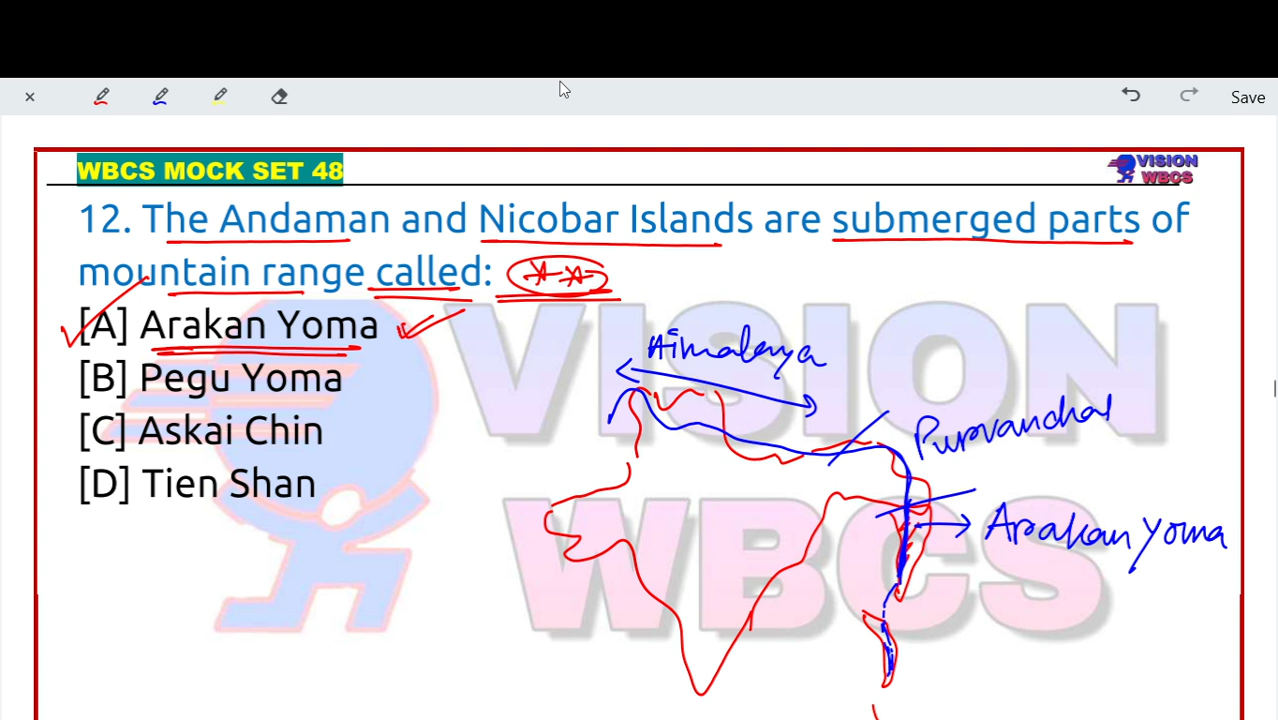 Save
WBCS MOCK SET 48
VISION
WBCS
12. The Andaman and Nicobar Islands are submerged parts of
mountain range called:
[A] Arakan Yoma
[B] Pegu Yoma
[C] Askai Chin
[D] Tien Shan
Himalaya
Purvanchal
Arakan Yoma
VISION
WBCS